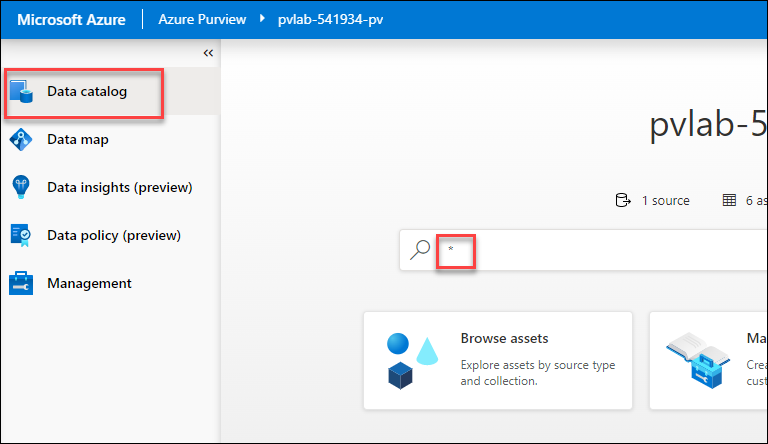 Microsoft Azure Azure Purview pvlab-541934-pv
«
Data catalog
Data map
Data insights (preview)
Data policy (preview)
Management
pvlab-5
1 source 6 as
*
Browse assets
Explore assets by source type
and collection.
Ma
Crea
cust